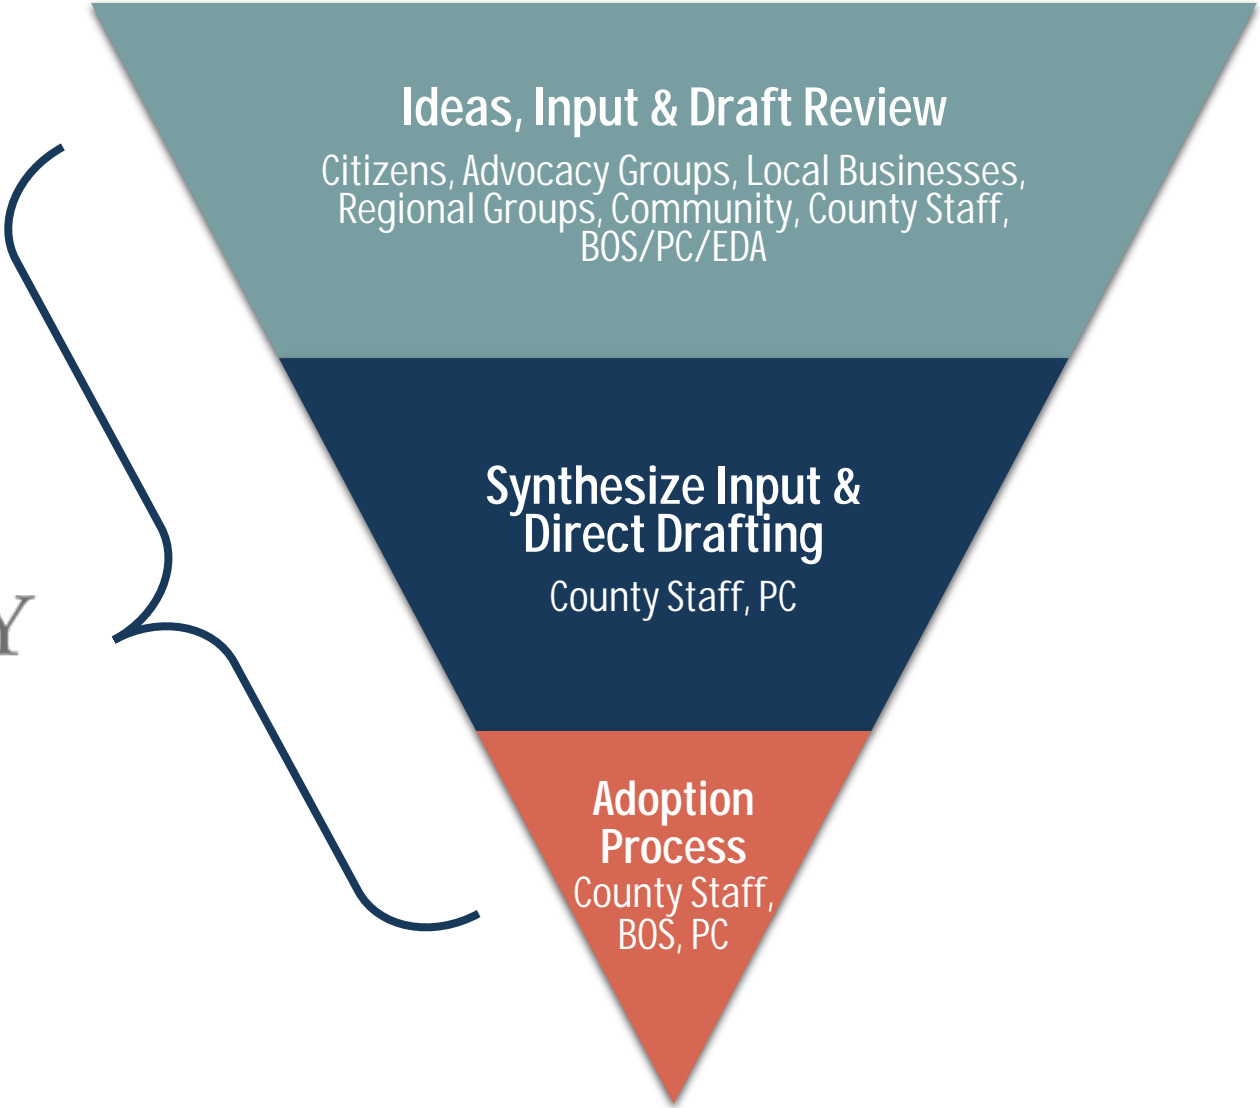 Ideas, Input & Draft Review
Citizens, Advocacy Groups, Local Businesses,
Regional Groups, Community, County Staff,
BOS/PC/EDA
Synthesize Input &
Direct Drafting
County Staff, PC
Y
Adoption
Process
County Staff,
BOS, PC